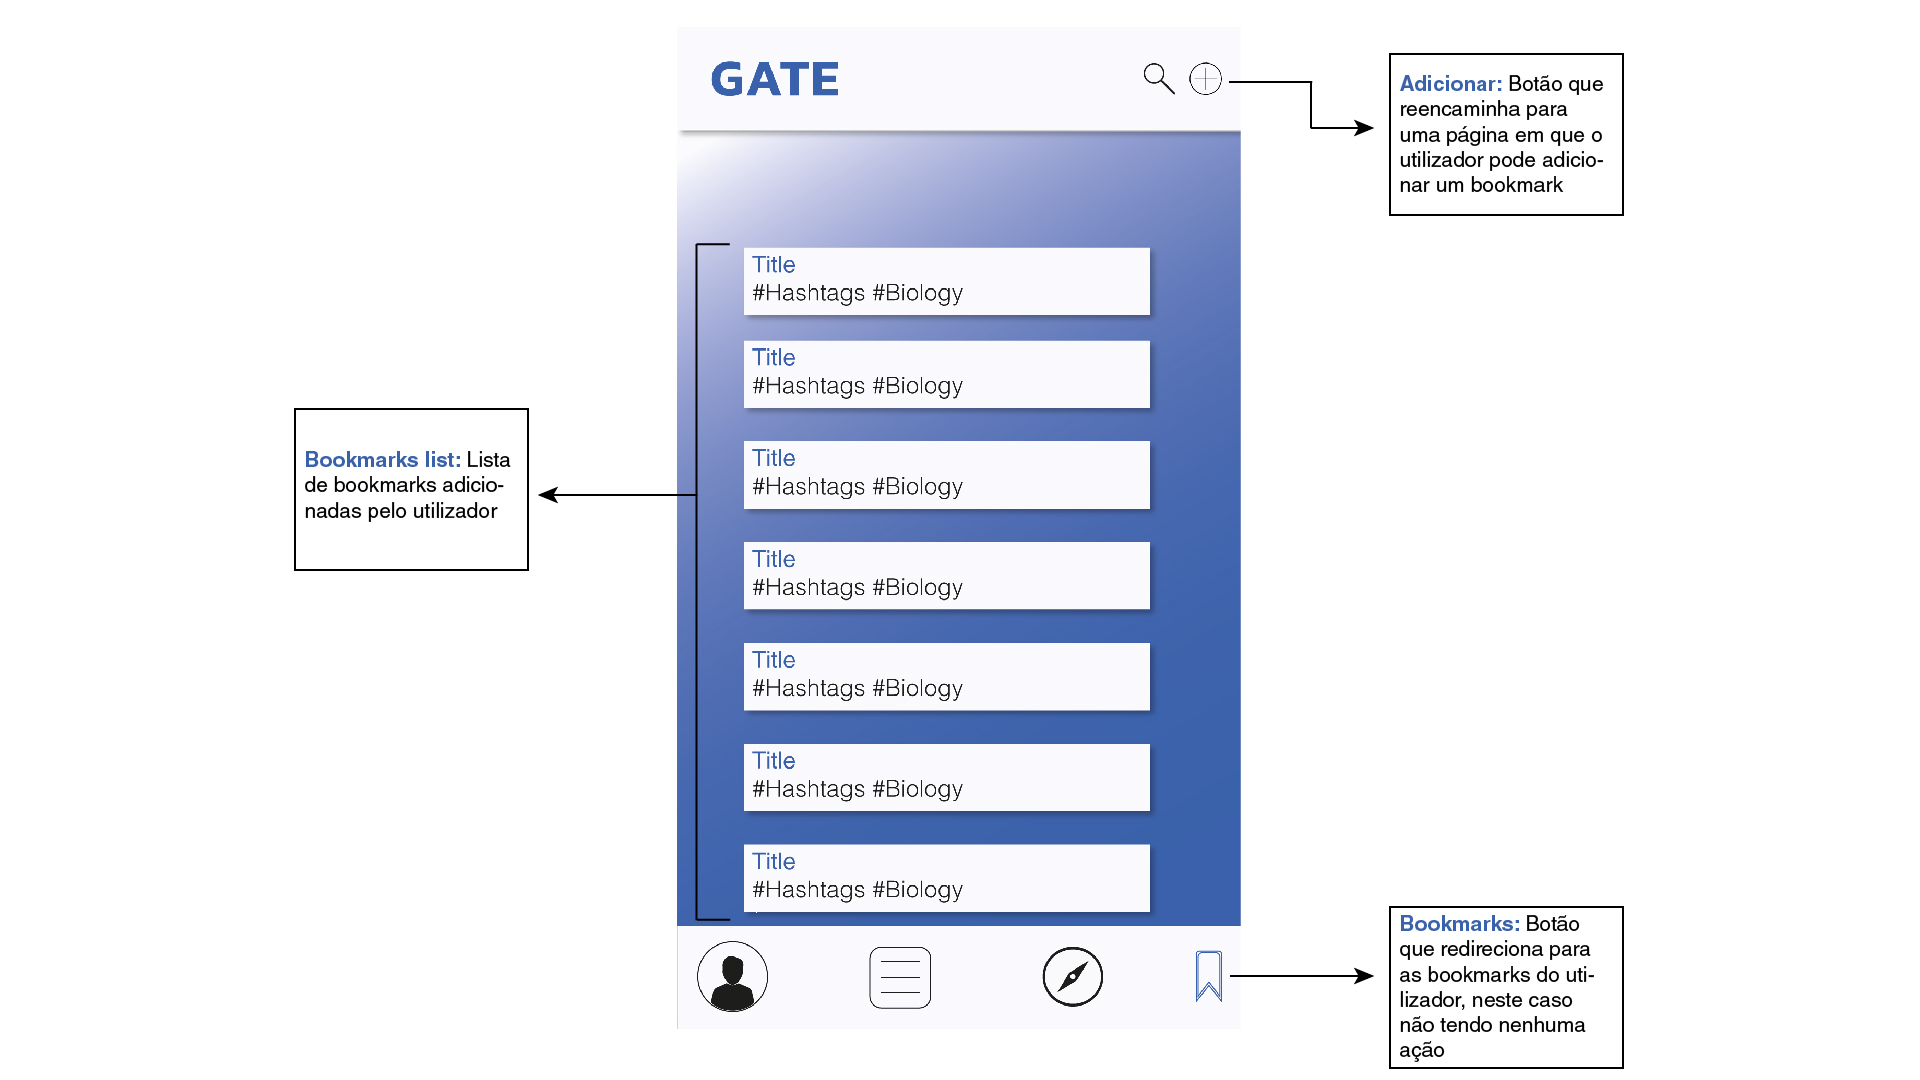 GATE
Adicionar: Botão que
reencaminha para
uma página em que o
utilizador pode adicio-
nar um bookmark
Title
#Hashtags #Biology
Title
#Hashtags #Biology
Title
#Hashtags #Biology
Bookmarks list: Lista
de bookmarks adicio-
nadas pelo utilizador
Title
#Hashtags #Biology
Title
#Hashtags #Biology
Title
#Hashtags #Biology
Title
#Hashtags #Biology
Bookmarks: Botão
que redireciona para
as bookmarks do uti-
lizador, neste caso
não tendo nenhuma
ação